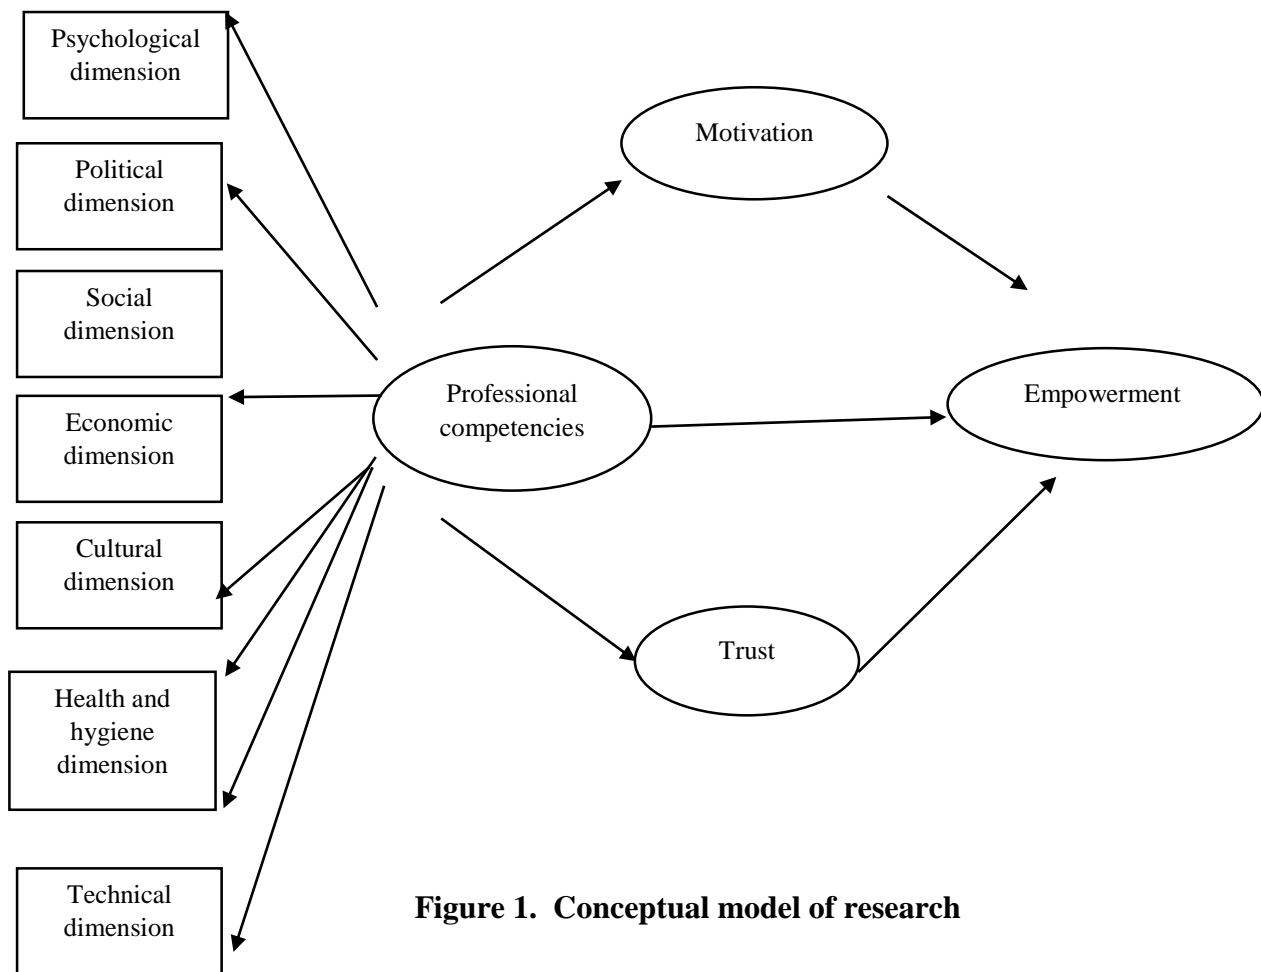 Psychological
dimension
Political
dimension
Social
dimension
Economic
dimension
Cultural
dimension
Health and
hygiene
dimension
Technical
dimension
Professional
competencies
Motivation
Trust
Empowerment
Figure 1.  Conceptual model of research